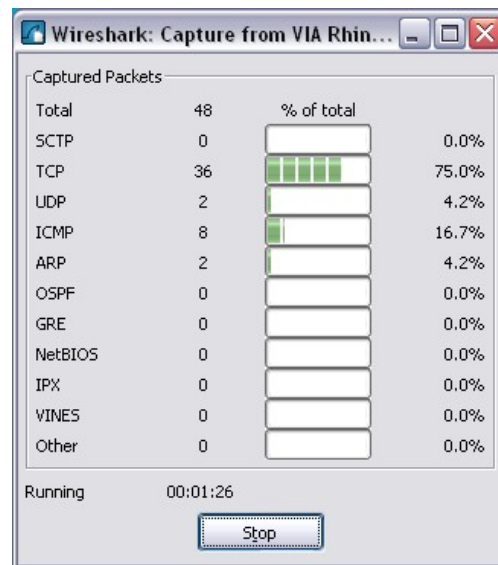 Wireshark: Capture from VIA Rhin...
Captured Packets
Total 48 % of total
SCTP 0 0.0%
TCP 36 75.0%
UDP 2 4.2%
ICMP 8 16.7%
ARP 2 4.2%
OSPF 0 0.0%
GRE 0 0.0%
NetBIOS 0 0.0%
IPX 0 0.0%
VINES 0 0.0%
Other 0 0.0%
Running 00:01:26
Stop